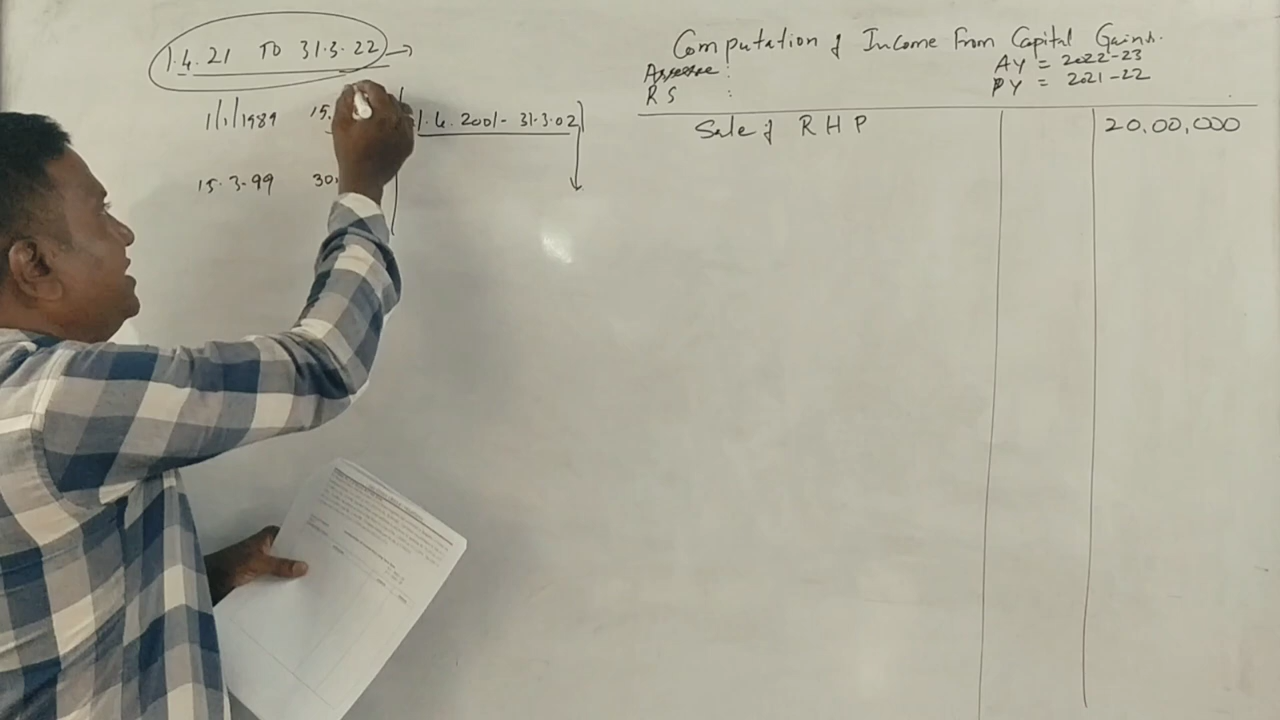 1.4.21 TO 31.3.22
1/1/1989 15.
1.4.2001 - 31.3.02
15.3.99 30.
Computation of Income From Capital Gains.
Assessee : AY = 2022-23
RS : PY = 2021-22
Sale of R H P 20,00,000